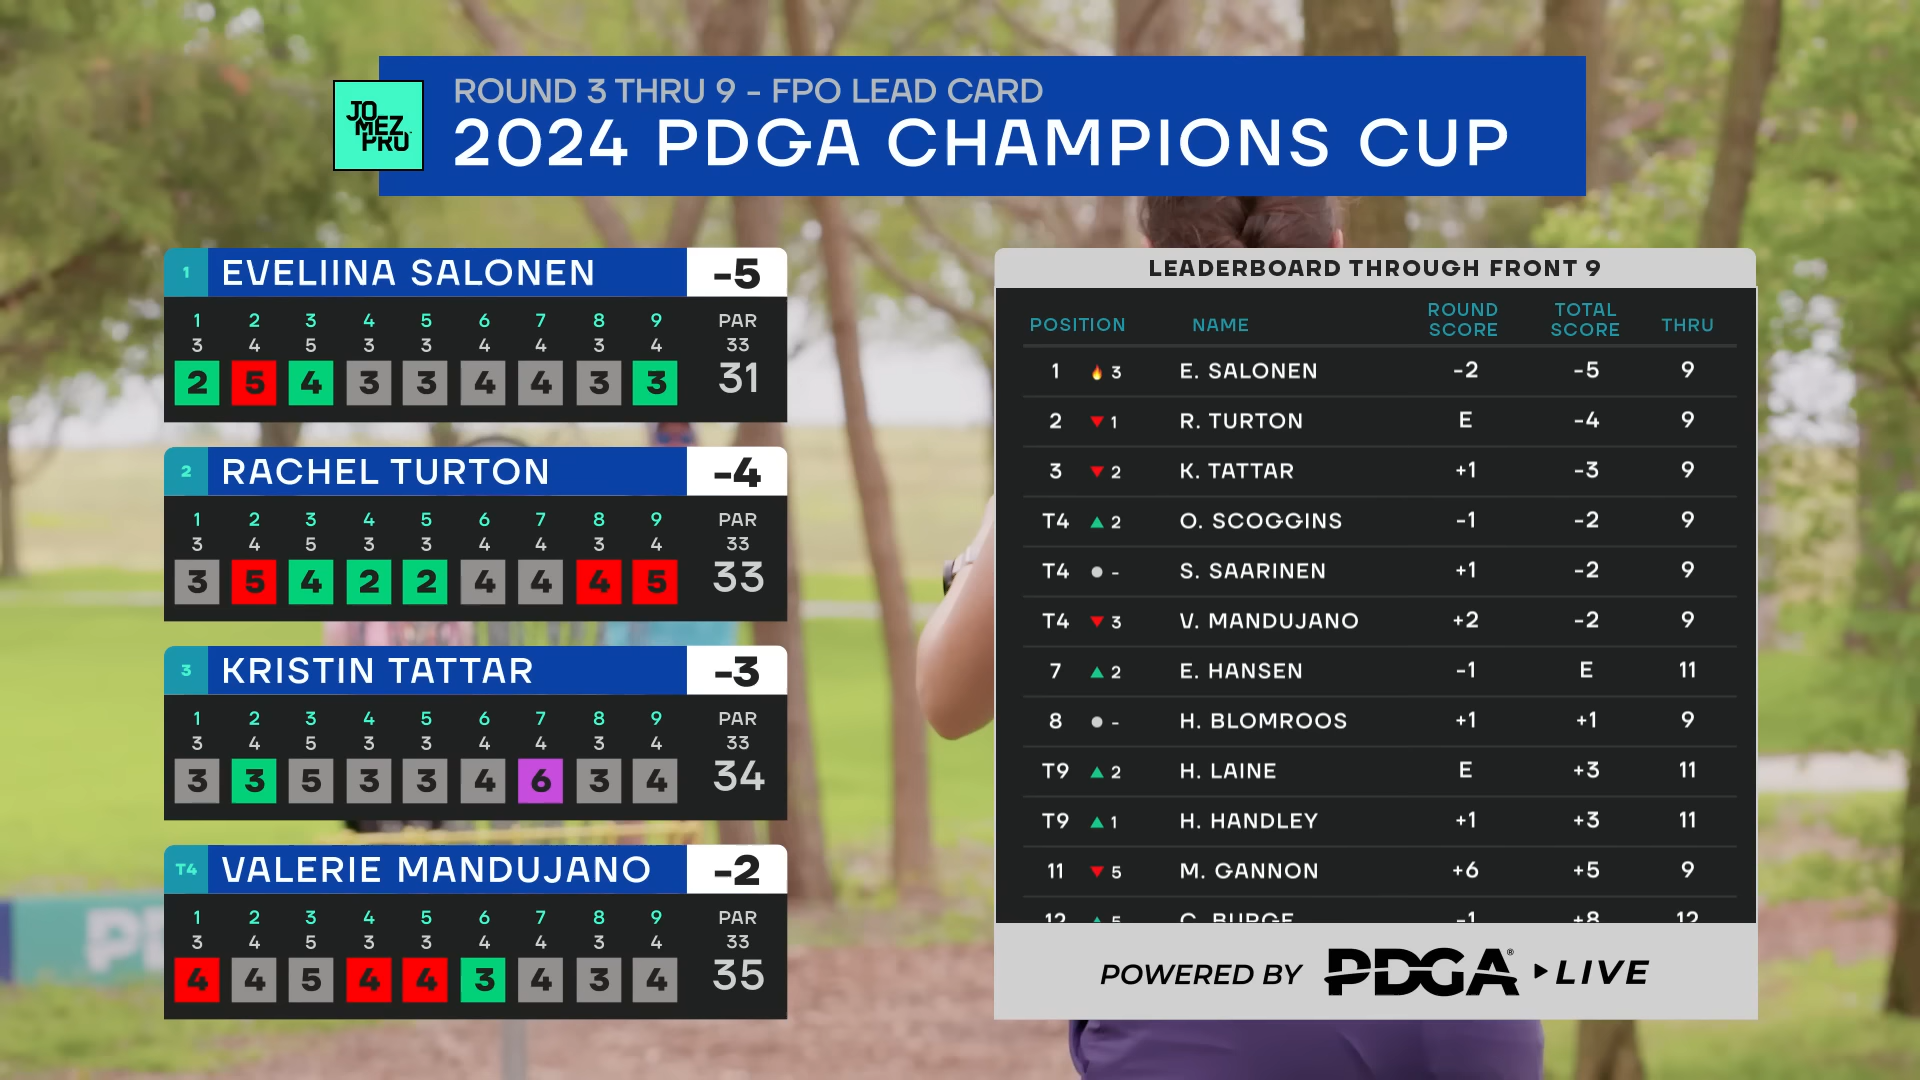 JOMEZ PRO
ROUND 3 THRU 9 - FPO LEAD CARD
2024 PDGA CHAMPIONS CUP
1 EVELIINA SALONEN -5
1 2 3 4 5 6 7 8 9 PAR
3 4 5 3 3 4 4 3 4 33
2 5 4 3 3 4 4 3 3 31
2 RACHEL TURTON -4
1 2 3 4 5 6 7 8 9 PAR
3 4 5 3 3 4 4 3 4 33
3 5 4 2 2 4 4 4 5 33
3 KRISTIN TATTAR -3
1 2 3 4 5 6 7 8 9 PAR
3 4 5 3 3 4 4 3 4 33
3 3 5 3 3 4 6 3 4 34
T4 VALERIE MANDUJANO -2
1 2 3 4 5 6 7 8 9 PAR
3 4 5 3 3 4 4 3 4 33
4 4 5 4 4 3 4 3 4 35
LEADERBOARD THROUGH FRONT 9
POSITION NAME ROUND SCORE TOTAL SCORE THRU
1 🔥 3 E. SALONEN -2 -5 9
2 ▼ 1 R. TURTON E -4 9
3 ▼ 2 K. TATTAR +1 -3 9
T4 ▲ 2 O. SCOGGINS -1 -2 9
T4 ● - S. SAARINEN +1 -2 9
T4 ▼ 3 V. MANDUJANO +2 -2 9
7 ▲ 2 E. HANSEN -1 E 11
8 ● - H. BLOMROOS +1 +1 9
T9 ▲ 2 H. LAINE E +3 11
T9 ▲ 1 H. HANDLEY +1 +3 11
11 ▼ 5 M. GANNON +6 +5 9
12 ▲ 5 C. BURGE -1 +8 12
POWERED BY PDGA® ▶LIVE